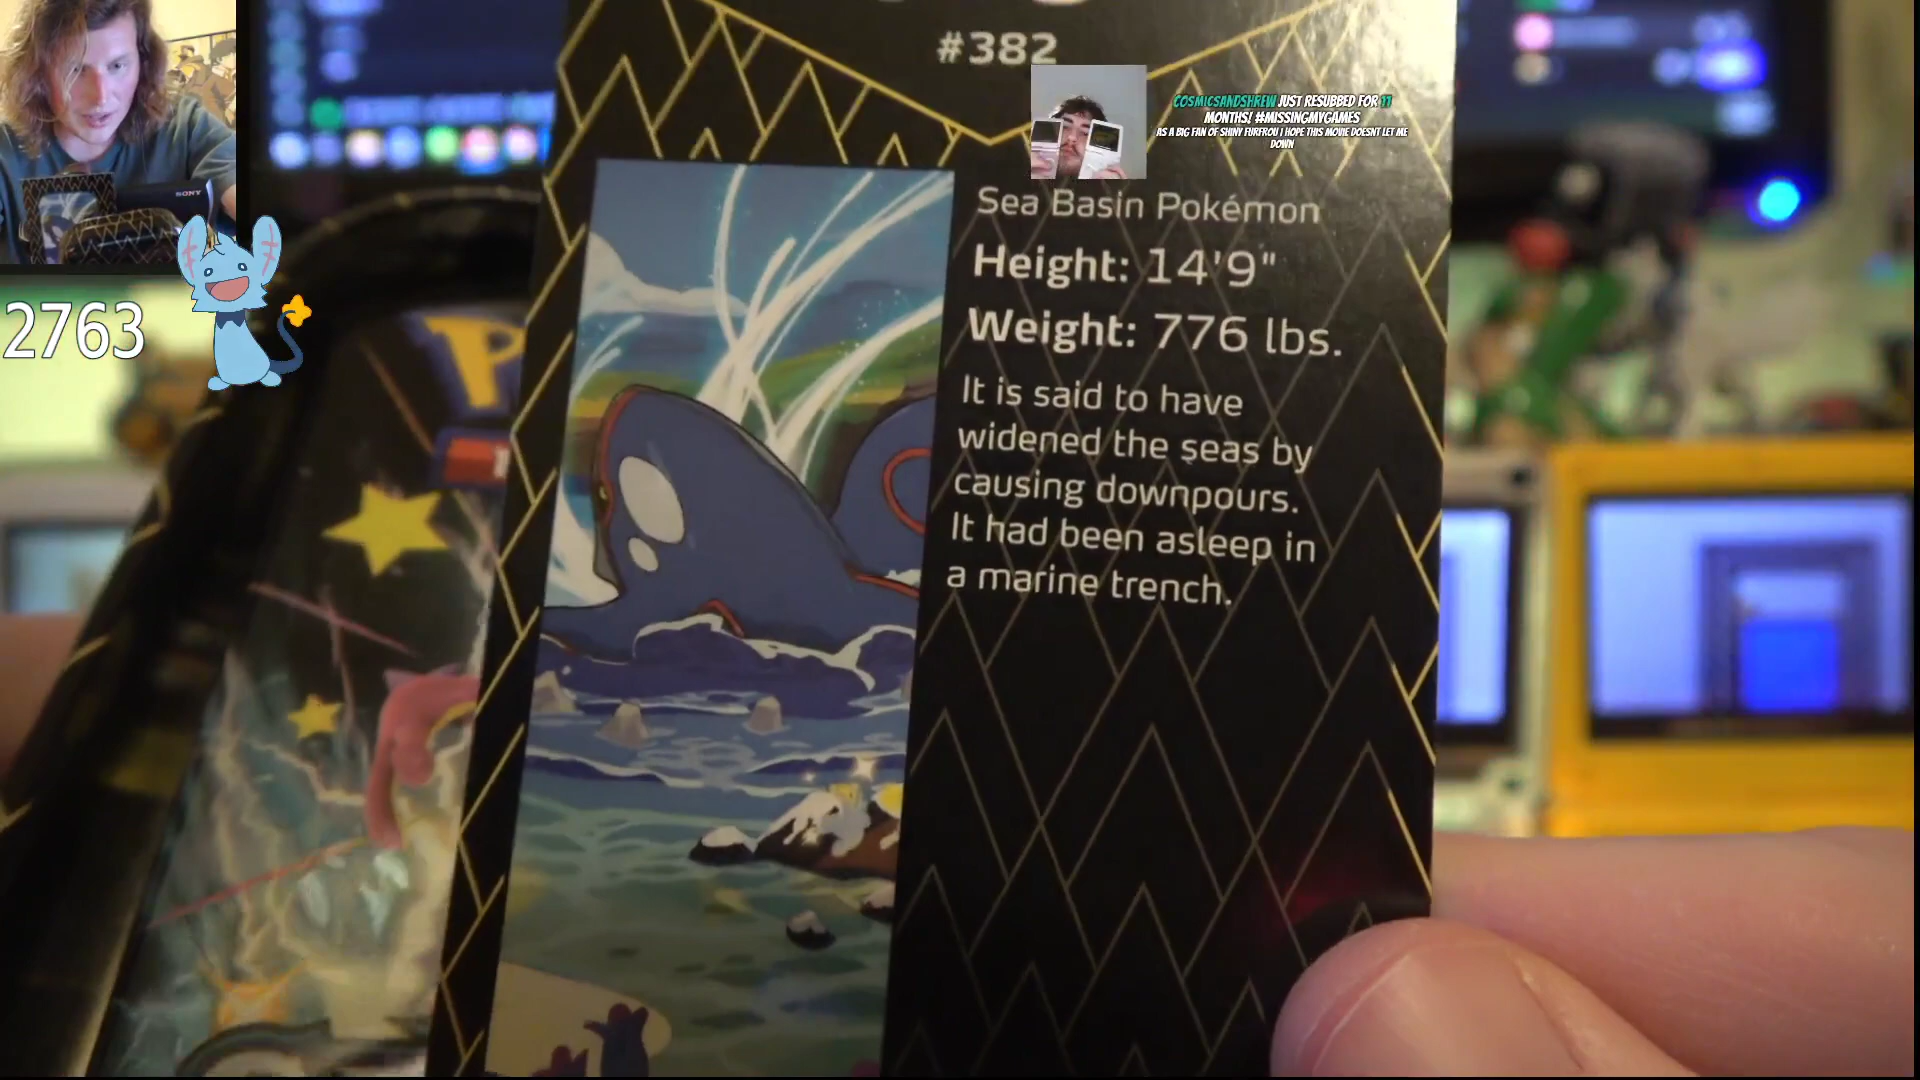 #382
COSMICSANDSHREW JUST RESUBBED FOR 11
MONTHS! #MISSINGMYGAMES
AS A BIG FAN OF SHINY FURFROU I HOPE THIS MOVIE DOESNT LET ME
DOWN
SONY
Sea Basin Pokémon
Height: 14'9"
Weight: 776 lbs.
2763
It is said to have
widened the seas by
causing downpours.
It had been asleep in
a marine trench.